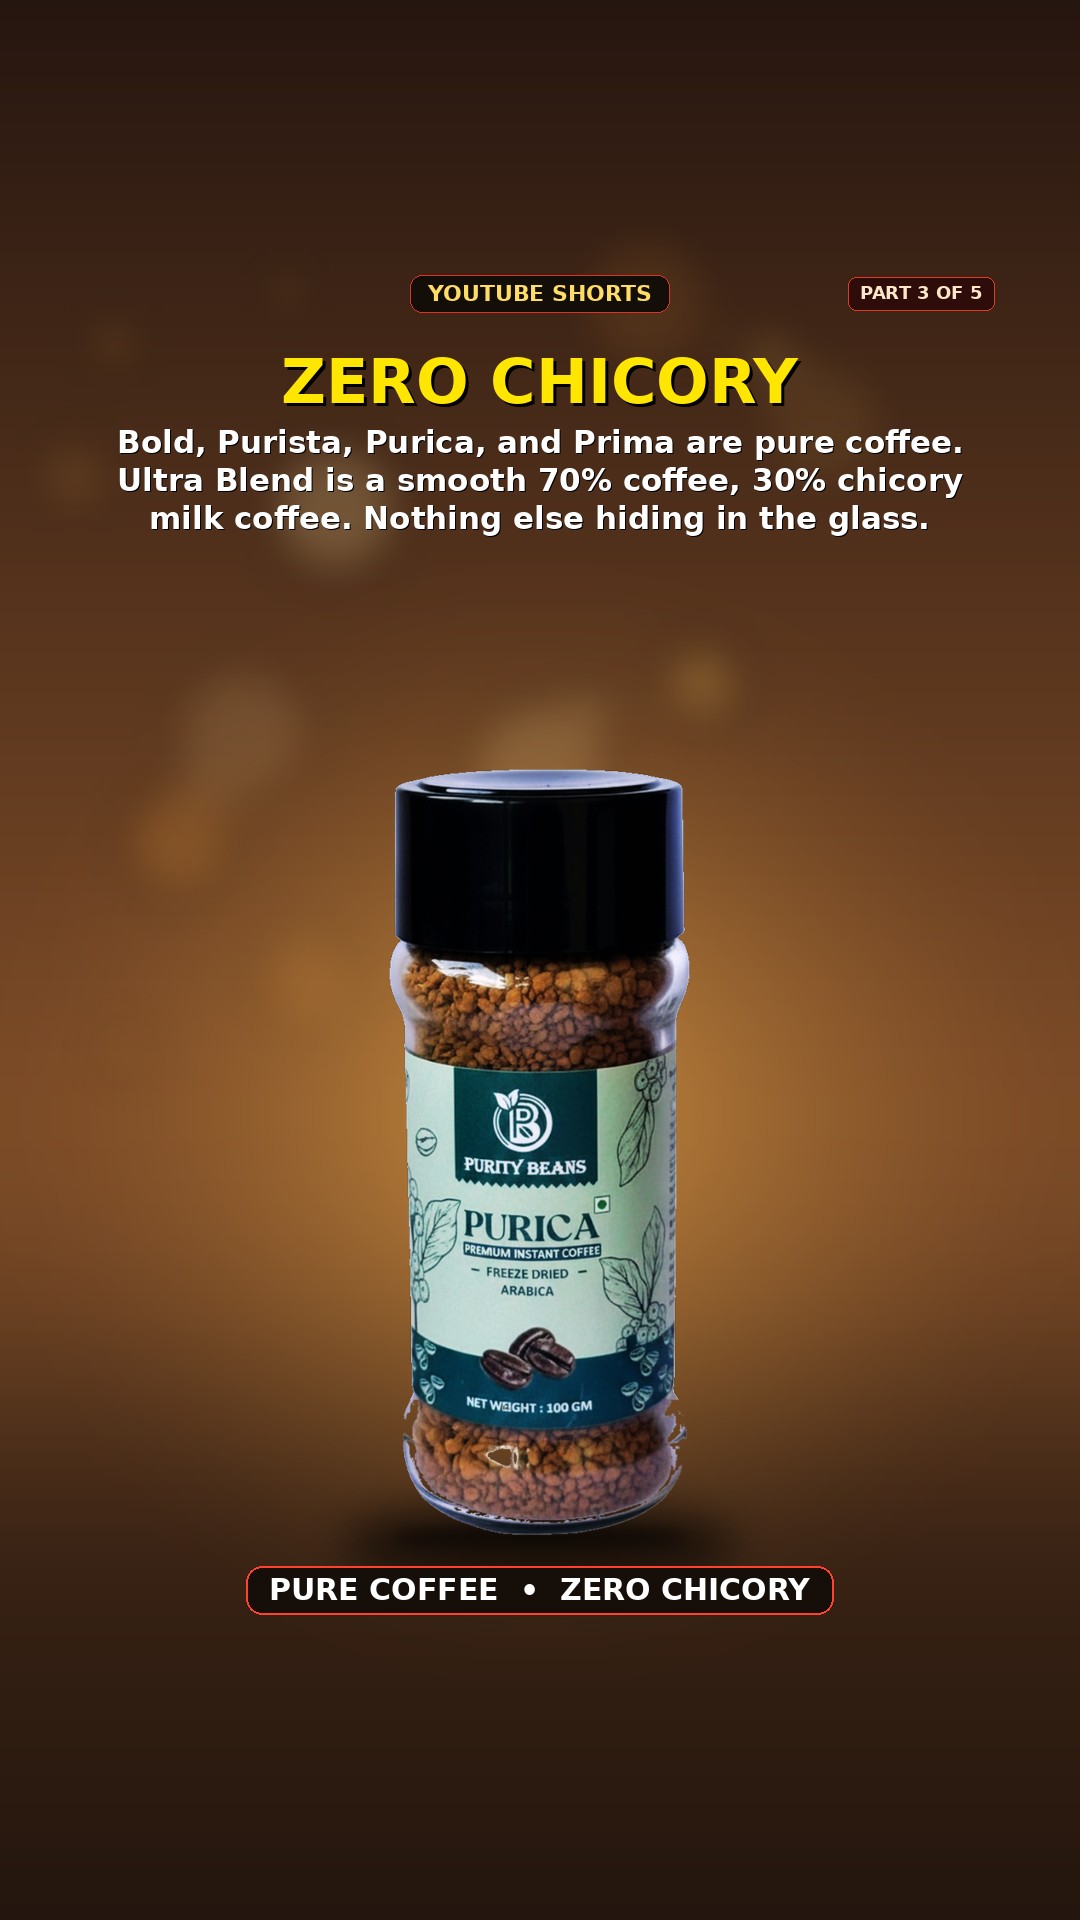 YOUTUBE SHORTS
PART 3 OF 5
ZERO CHICORY
Bold, Purista, Purica, and Prima are pure coffee.
Ultra Blend is a smooth 70% coffee, 30% chicory
milk coffee. Nothing else hiding in the glass.
PURITY BEANS
PURICA
PREMIUM INSTANT COFFEE
– FREEZE DRIED –
ARABICA
NET WEIGHT : 100 GM
PURE COFFEE • ZERO CHICORY